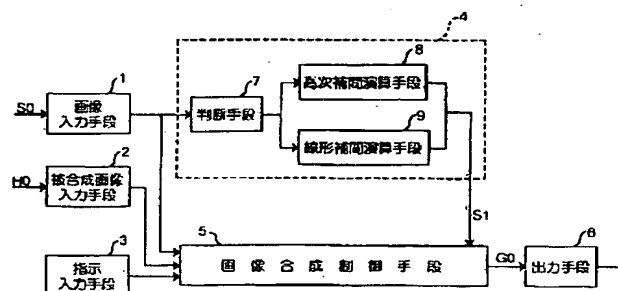 4
1
7
8
S0
画像
入力手段
判断手段
高次補間演算手段
9
線形補間演算手段
2
H0
被合成画像
入力手段
S1
3
指示
入力手段
5
画像合成制御手段
G0
6
出力手段